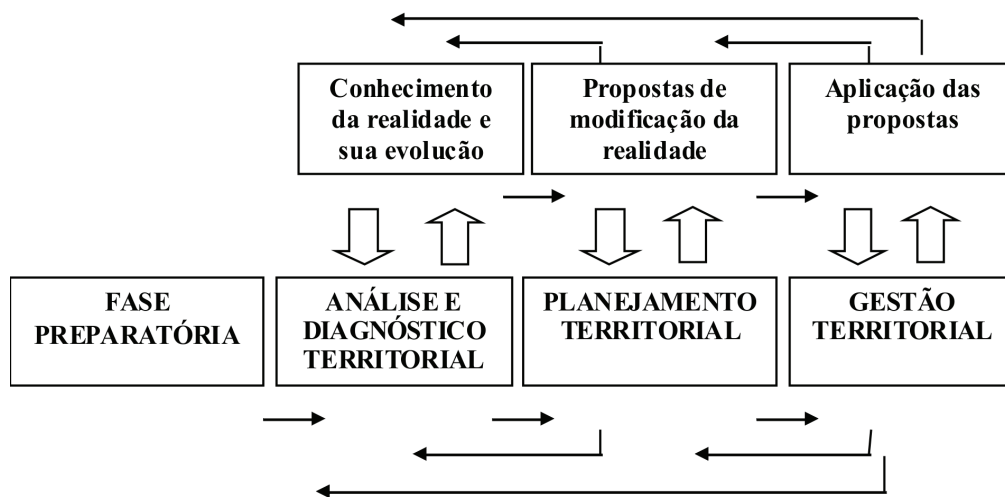 Conhecimento
da realidade e
sua evolucão
Propostas de
modificação da
realidade
Aplicação das
propostas
FASE
PREPARATÓRIA
ANÁLISE E
DIAGNÓSTICO
TERRITORIAL
PLANEJAMENTO
TERRITORIAL
GESTÃO
TERRITORIAL